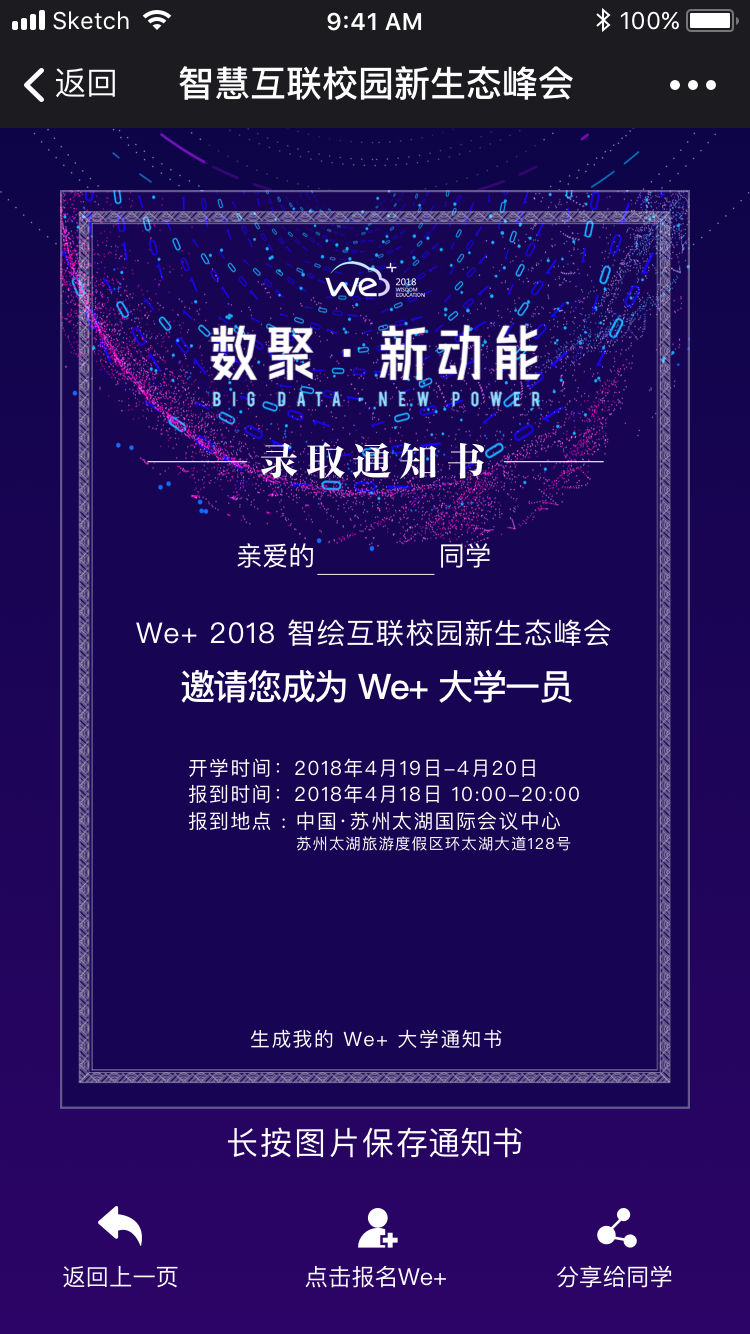 Sketch 9:41 AM 100%
返回 智慧互联校园新生态峰会
We+ 2018 WISDOM EDUCATION
数聚·新动能
BIG DATA · NEW POWER
录取通知书
亲爱的________同学
We+ 2018 智绘互联校园新生态峰会
邀请您成为 We+ 大学一员
开学时间：2018年4月19日-4月20日
报到时间：2018年4月18日 10:00-20:00
报到地点：中国·苏州太湖国际会议中心
苏州太湖旅游度假区环太湖大道128号
生成我的 We+ 大学通知书
长按图片保存通知书
返回上一页 点击报名We+ 分享给同学